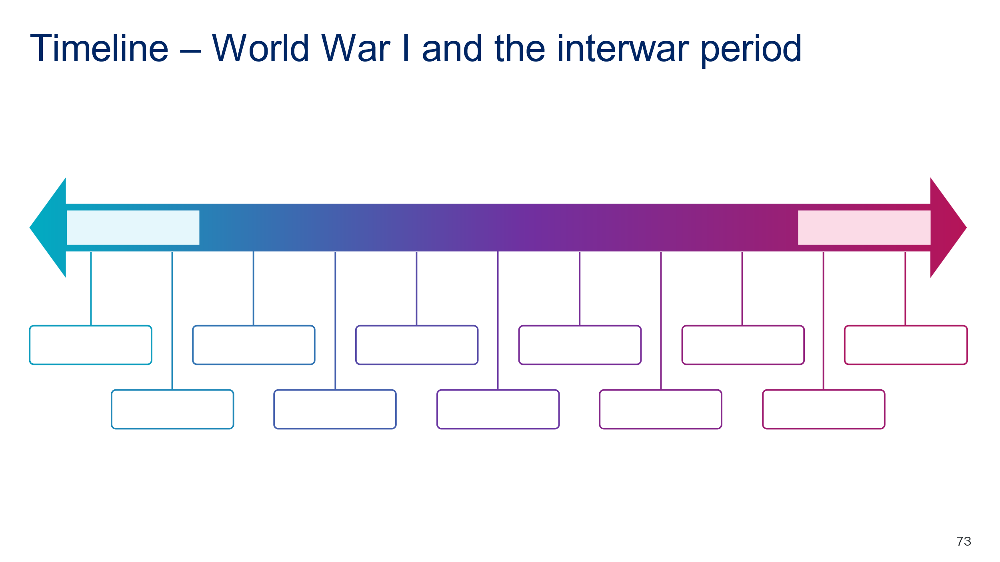 Timeline – World War I and the interwar period
73